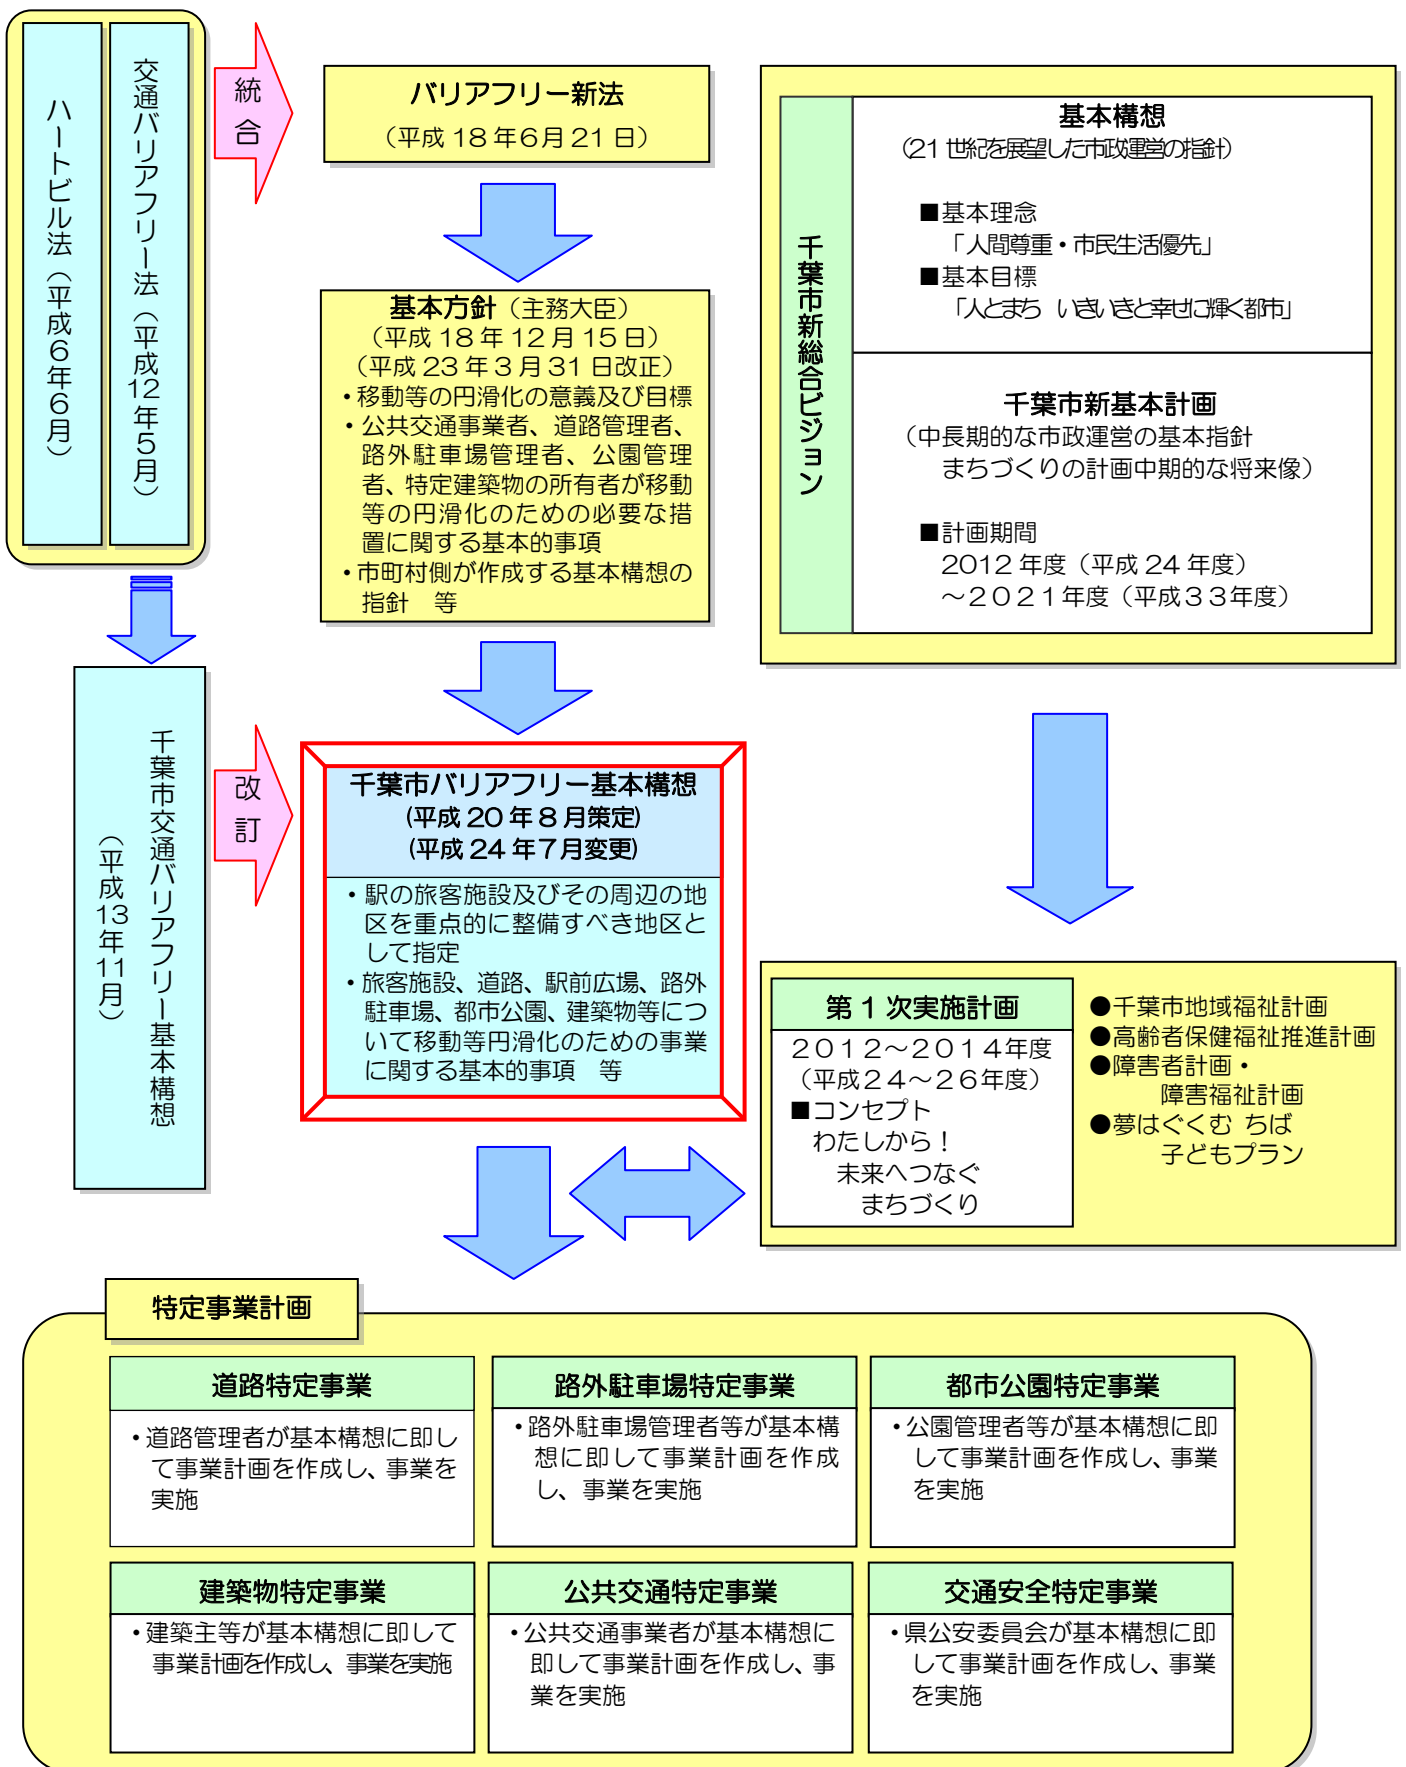 ハートビル法（平成６年６月）
交通バリアフリー法（平成12年５月）
統
合
バリアフリー新法
（平成 18 年６月 21 日）
基本方針（主務大臣）
（平成 18 年 12 月 15 日）
（平成 23 年 3 月 31 日改正）
・移動等の円滑化の意義及び目標
・公共交通事業者、道路管理者、
路外駐車場管理者、公園管理
者、特定建築物の所有者が移動
等の円滑化のための必要な措
置に関する基本的事項
・市町村側が作成する基本構想の
指針　等
千葉市新総合ビジョン
基本構想
（21 世紀を展望した市政運営の指針）
■基本理念
「人間尊重・市民生活優先」
■基本目標
「人とまち　いきいきと幸せに輝く都市」
千葉市新基本計画
（中長期的な市政運営の基本指針
まちづくりの計画中期的な将来像）
■計画期間
2012 年度（平成 24 年度）
～２０２１年度（平成３３年度）
千葉市交通バリアフリー基本構想
（平成13年11月）
改
訂
千葉市バリアフリー基本構想
(平成 20 年 8 月策定)
(平成 24 年７月変更)
・駅の旅客施設及びその周辺の地
区を重点的に整備すべき地区と
して指定
・旅客施設、道路、駅前広場、路外
駐車場、都市公園、建築物等につ
いて移動等円滑化のための事業
に関する基本的事項　等
第 1 次実施計画
２０１２～２０１４年度
（平成２４～２６年度）
■コンセプト
わたしから！
未来へつなぐ
まちづくり
●千葉市地域福祉計画
●高齢者保健福祉推進計画
●障害者計画・
障害福祉計画
●夢はぐくむ ちば
子どもプラン
特定事業計画
道路特定事業
・道路管理者が基本構想に即し
て事業計画を作成し、事業を
実施
路外駐車場特定事業
・路外駐車場管理者等が基本構
想に即して事業計画を作成
し、事業を実施
都市公園特定事業
・公園管理者等が基本構想に即
して事業計画を作成し、事業
を実施
建築物特定事業
・建築主等が基本構想に即して
事業計画を作成し、事業を実施
公共交通特定事業
・公共交通事業者が基本構想に
即して事業計画を作成し、事
業を実施
交通安全特定事業
・県公安委員会が基本構想に即
して事業計画を作成し、事業
を実施